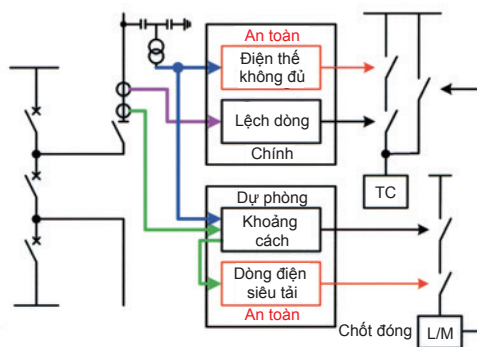 An toàn
Điện thế
không đủ
Lệch dòng
Chính
TC
Dự phòng
Khoảng
cách
Dòng điện
siêu tải
An toàn
Chốt đóng
L/M